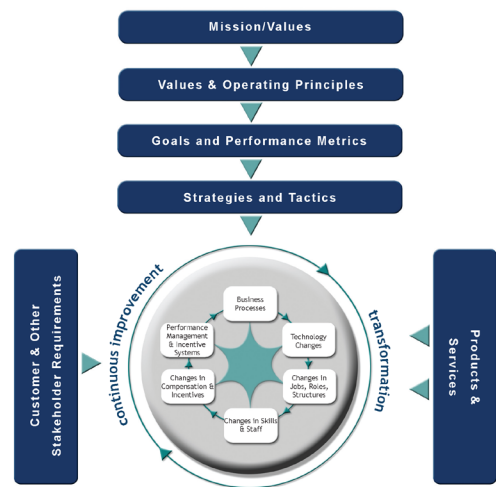 Mission/Values
Values & Operating Principles
Goals and Performance Metrics
Strategies and Tactics
Customer & Other
Stakeholder Requirements
continuous improvement
transformation
Products &
Services
Business
Processes
Technology
Changes
Changes in
Jobs, Roles,
Structures
Changes in Skills
& Staff
Changes in
Compensation &
Incentives
Performance
Management
& Incentive
Systems